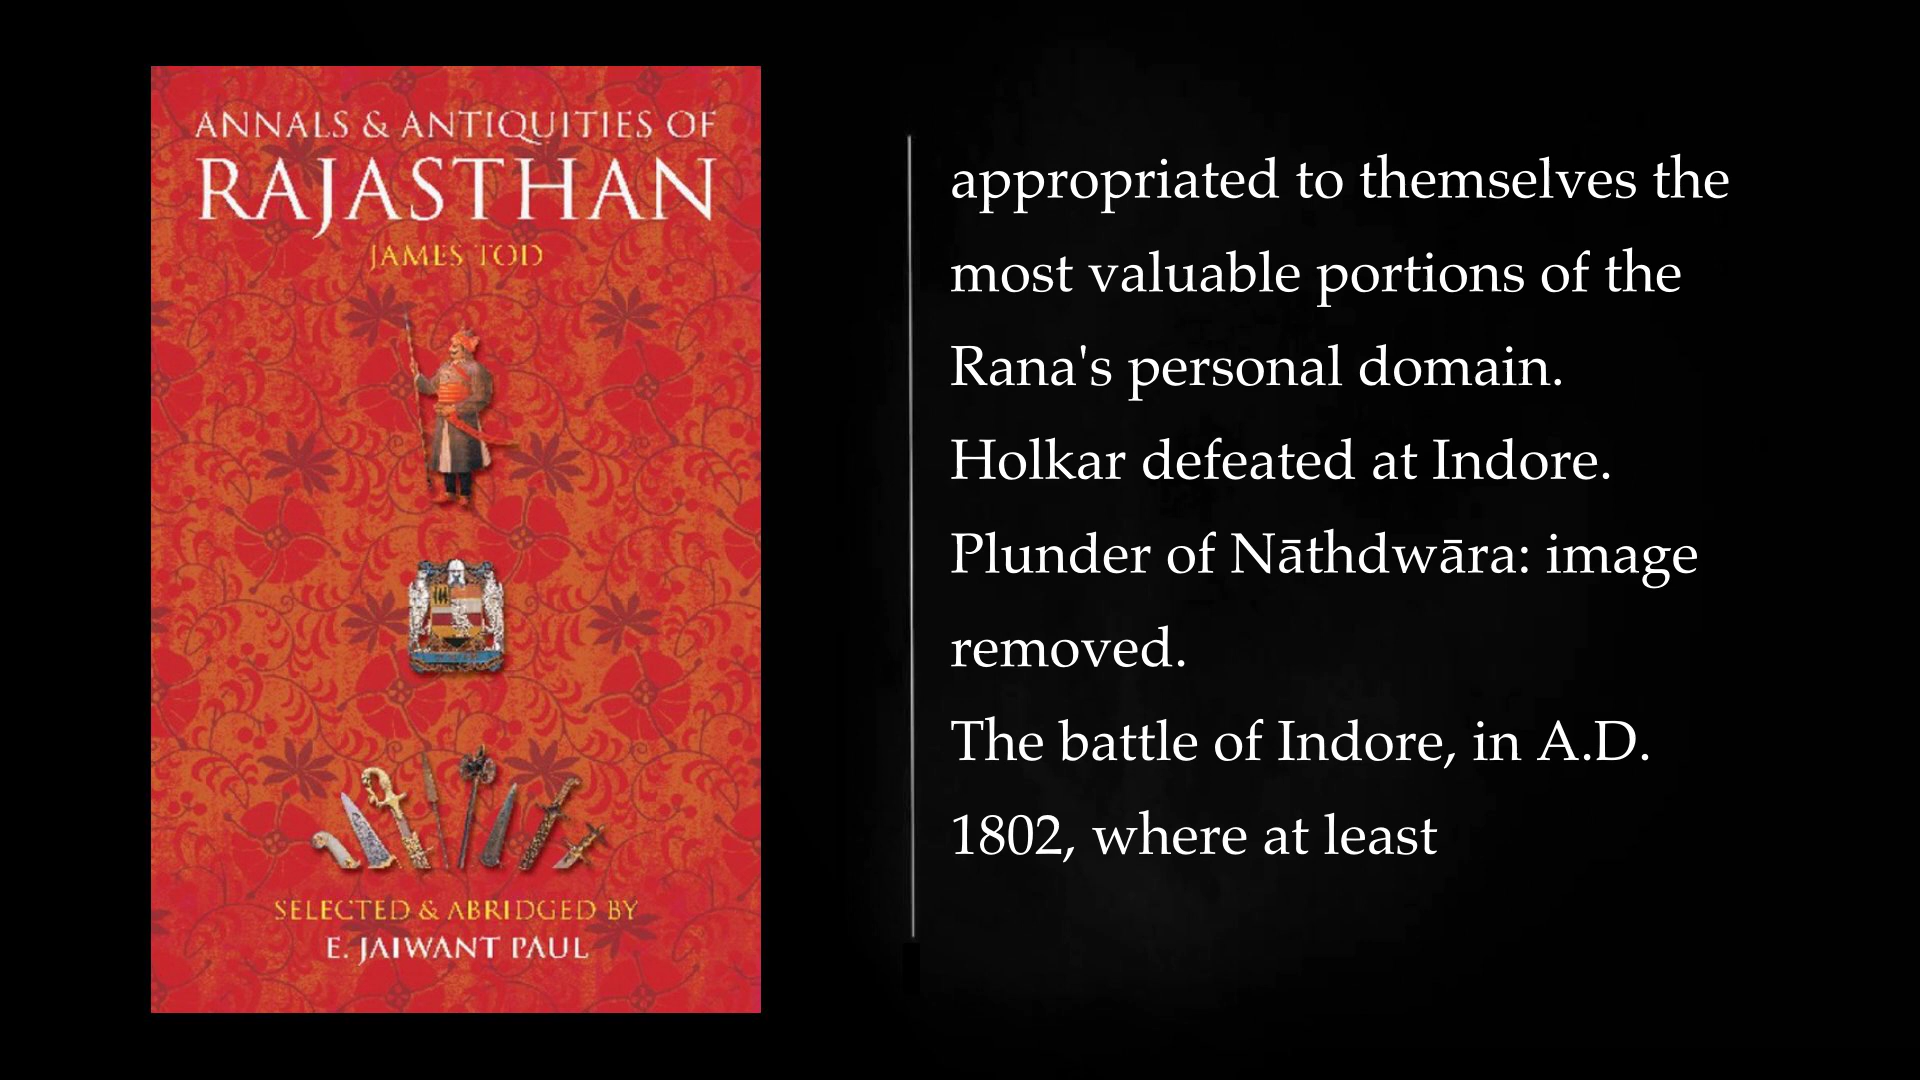 ANNALS & ANTIQUITIES OF
RAJASTHAN
JAMES TOD
SELECTED & ABRIDGED BY
E. JAIWANT PAUL
appropriated to themselves the
most valuable portions of the
Rana's personal domain.
Holkar defeated at Indore.
Plunder of Nāthdwāra: image
removed.
The battle of Indore, in A.D.
1802, where at least